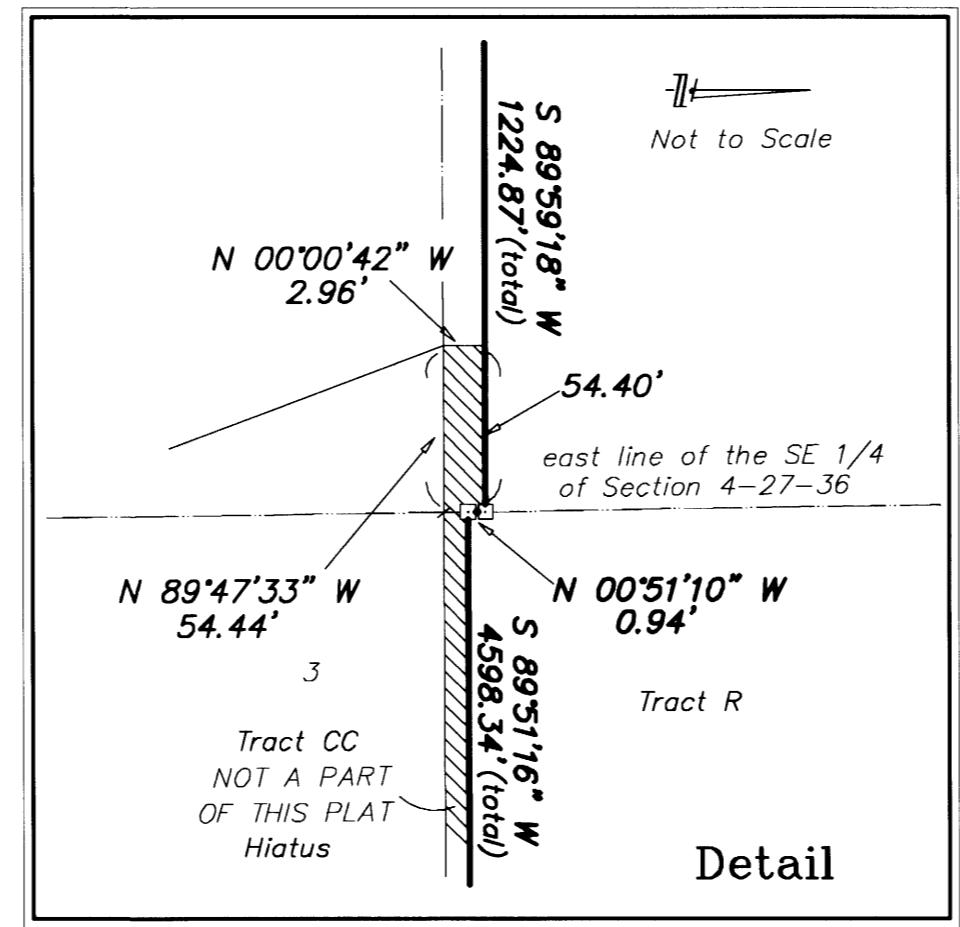 S 89°59'18" W
1224.87' (total)
Not to Scale
N 00°00'42" W
2.96'
54.40'
east line of the SE 1/4
of Section 4-27-36
N 89°47'33" W
54.44'
N 00°51'10" W
0.94'
S 89°51'16" W
4598.34' (total)
3
Tract R
Tract CC
NOT A PART
OF THIS PLAT
Hiatus
Detail